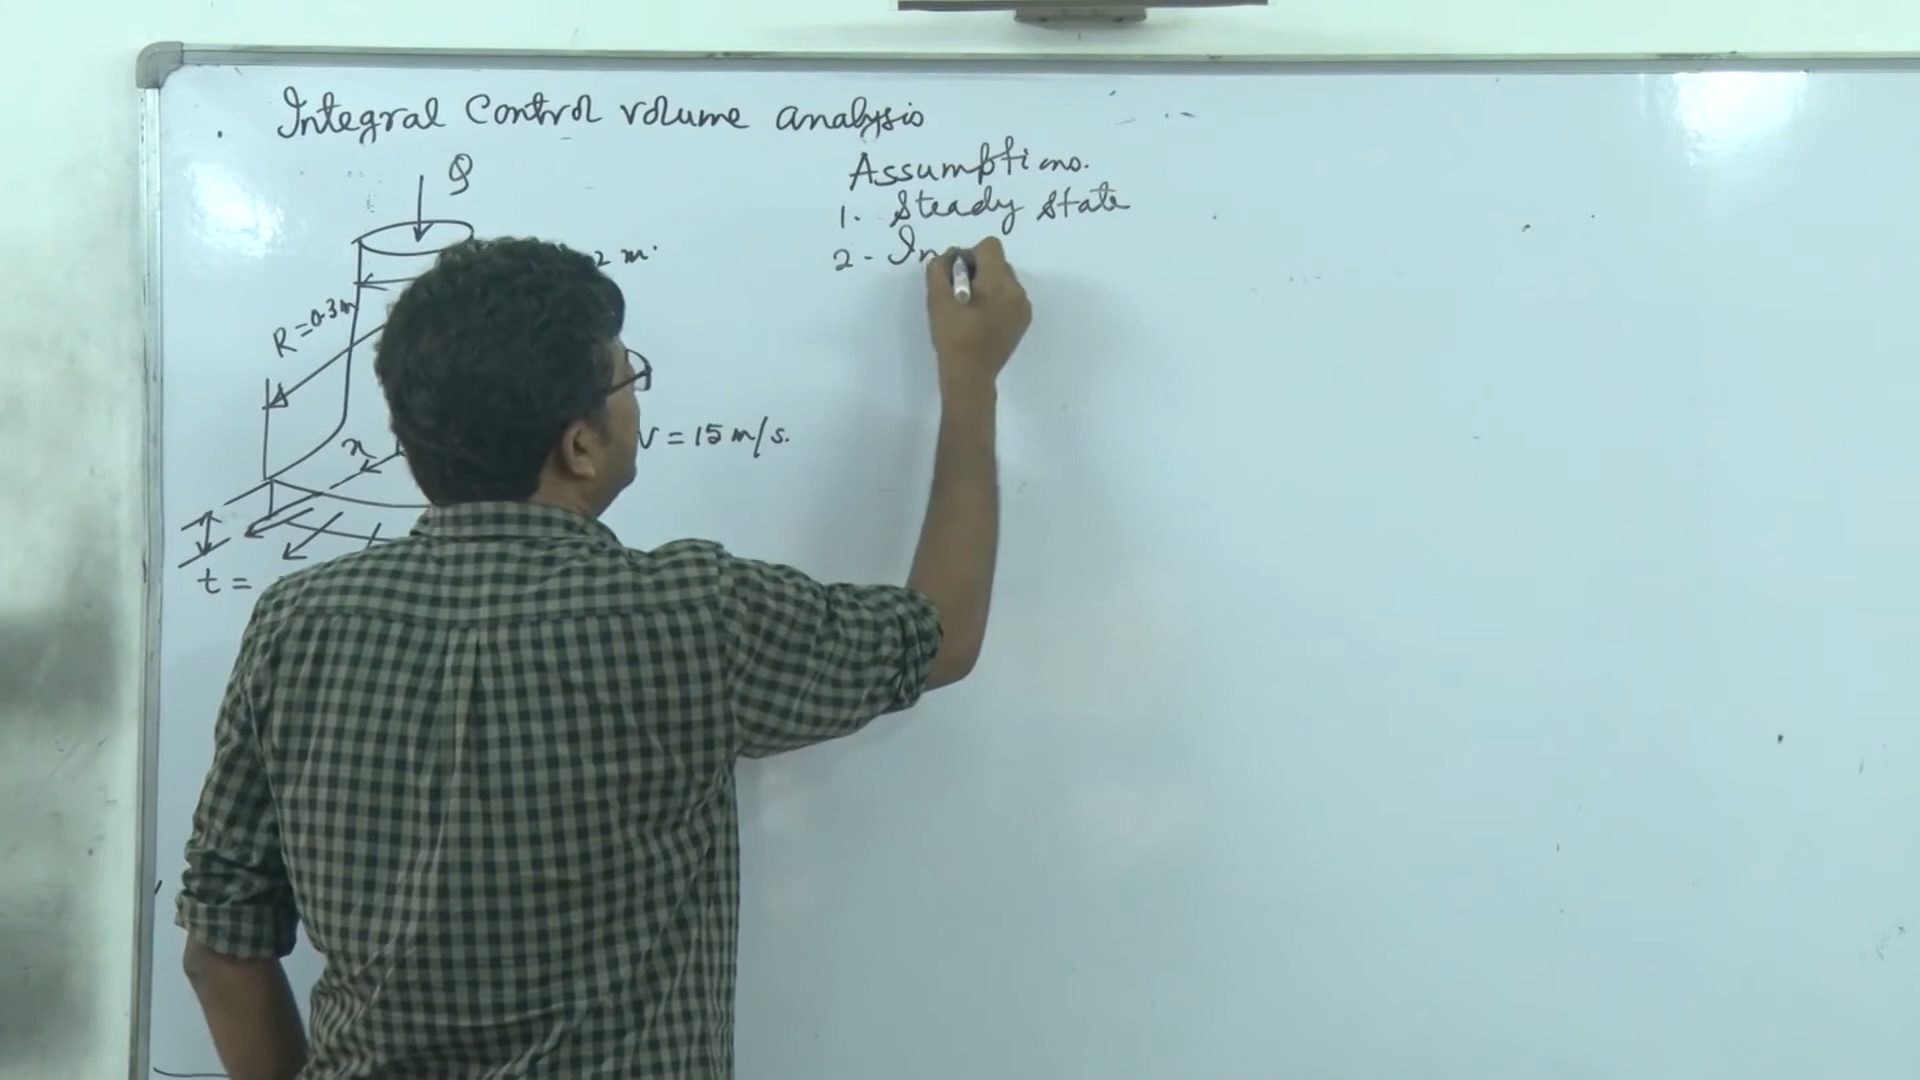 Integral Control volume analysis
Q
Assumptions.
1. Steady state
2 - In
2 m.
R = 0.3 m
V = 15 m/s.
x
t =